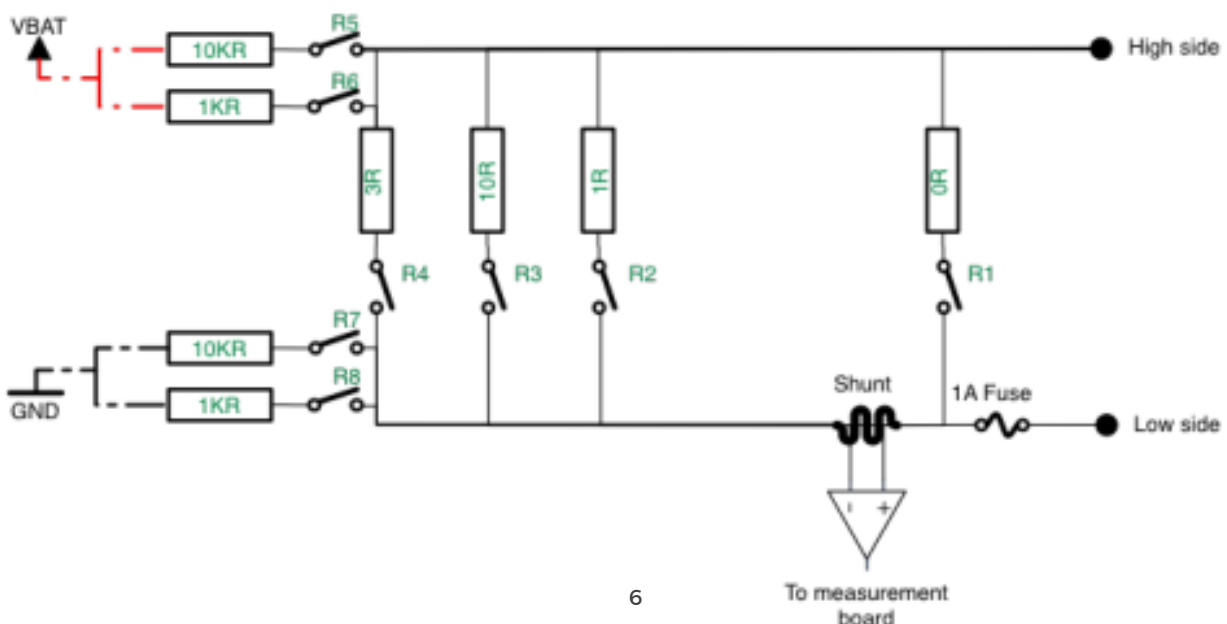 VBAT
R5
10KR
High side
R6
1KR
3R
10R
1R
0R
R4
R3
R2
R1
R7
10KR
R8
1KR
GND
Shunt
1A Fuse
Low side
- +
To measurement
board
6